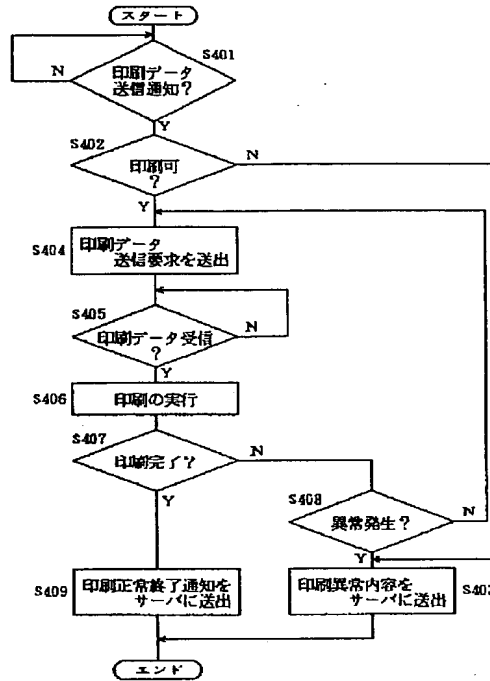 スタート
S401
印刷データ
送信通知?
N
Y
S402
印刷可
?
N
Y
S404
印刷データ
送信要求を送出
S405
印刷データ受信
?
N
Y
S406
印刷の実行
S407
印刷完了?
N
Y
S408
異常発生?
N
Y
S409
印刷正常終了通知を
サーバに送出
印刷異常内容を
サーバに送出
S403
エンド